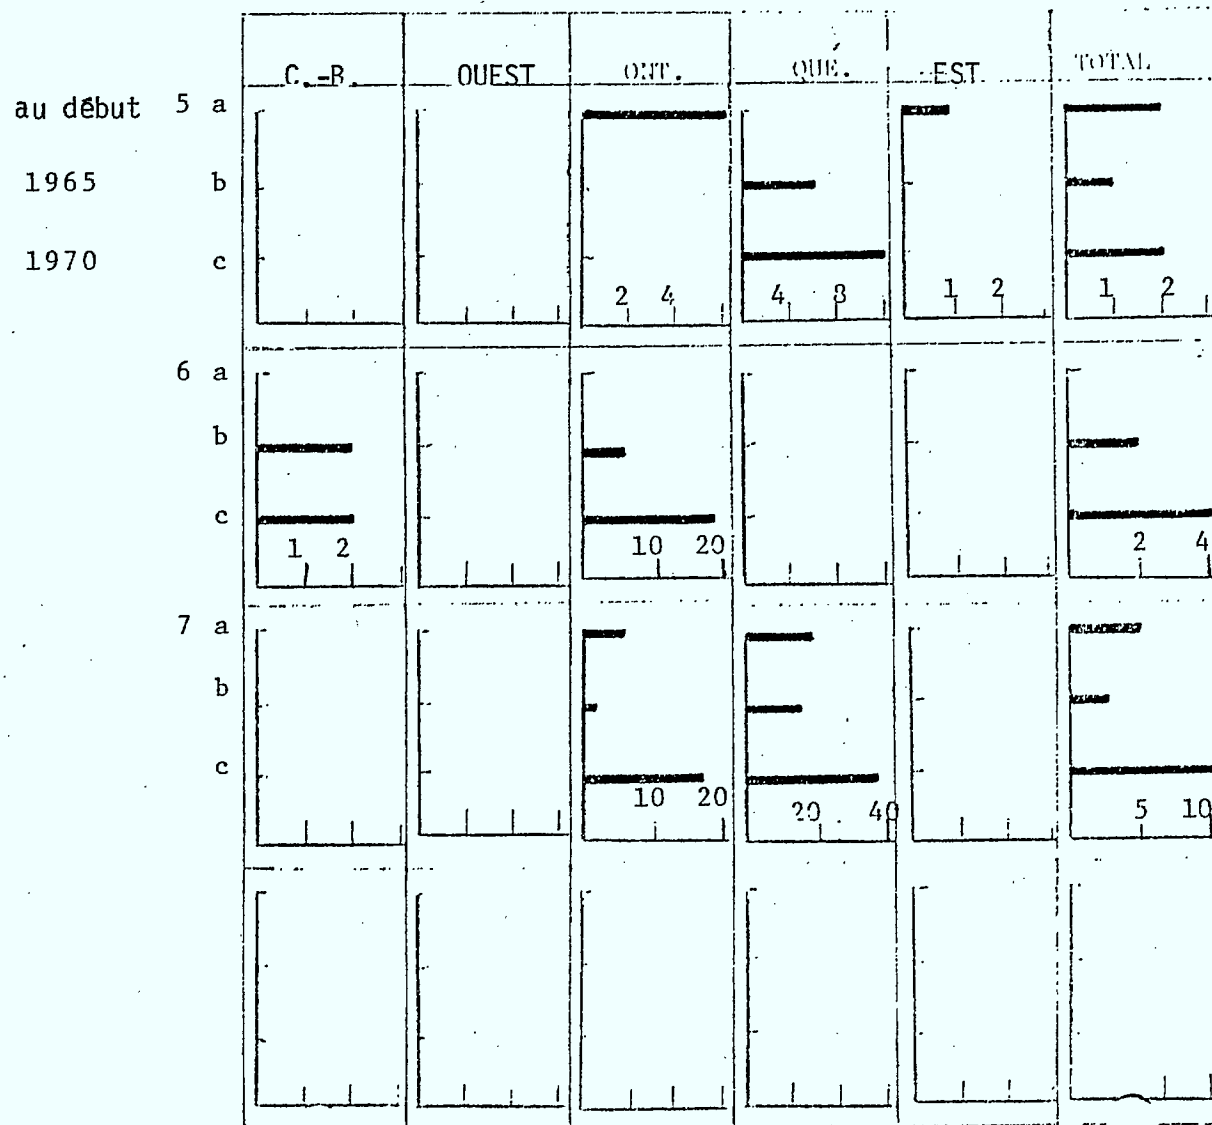 C.-B. OUEST ONT. QUÉ. EST TOTAL
au début 5 a
1965 b
1970 c
2 4 4 8 1 2 1 2
6 a
b
c
1 2 10 20 2 4
7 a
b
c
10 20 20 40 5 10